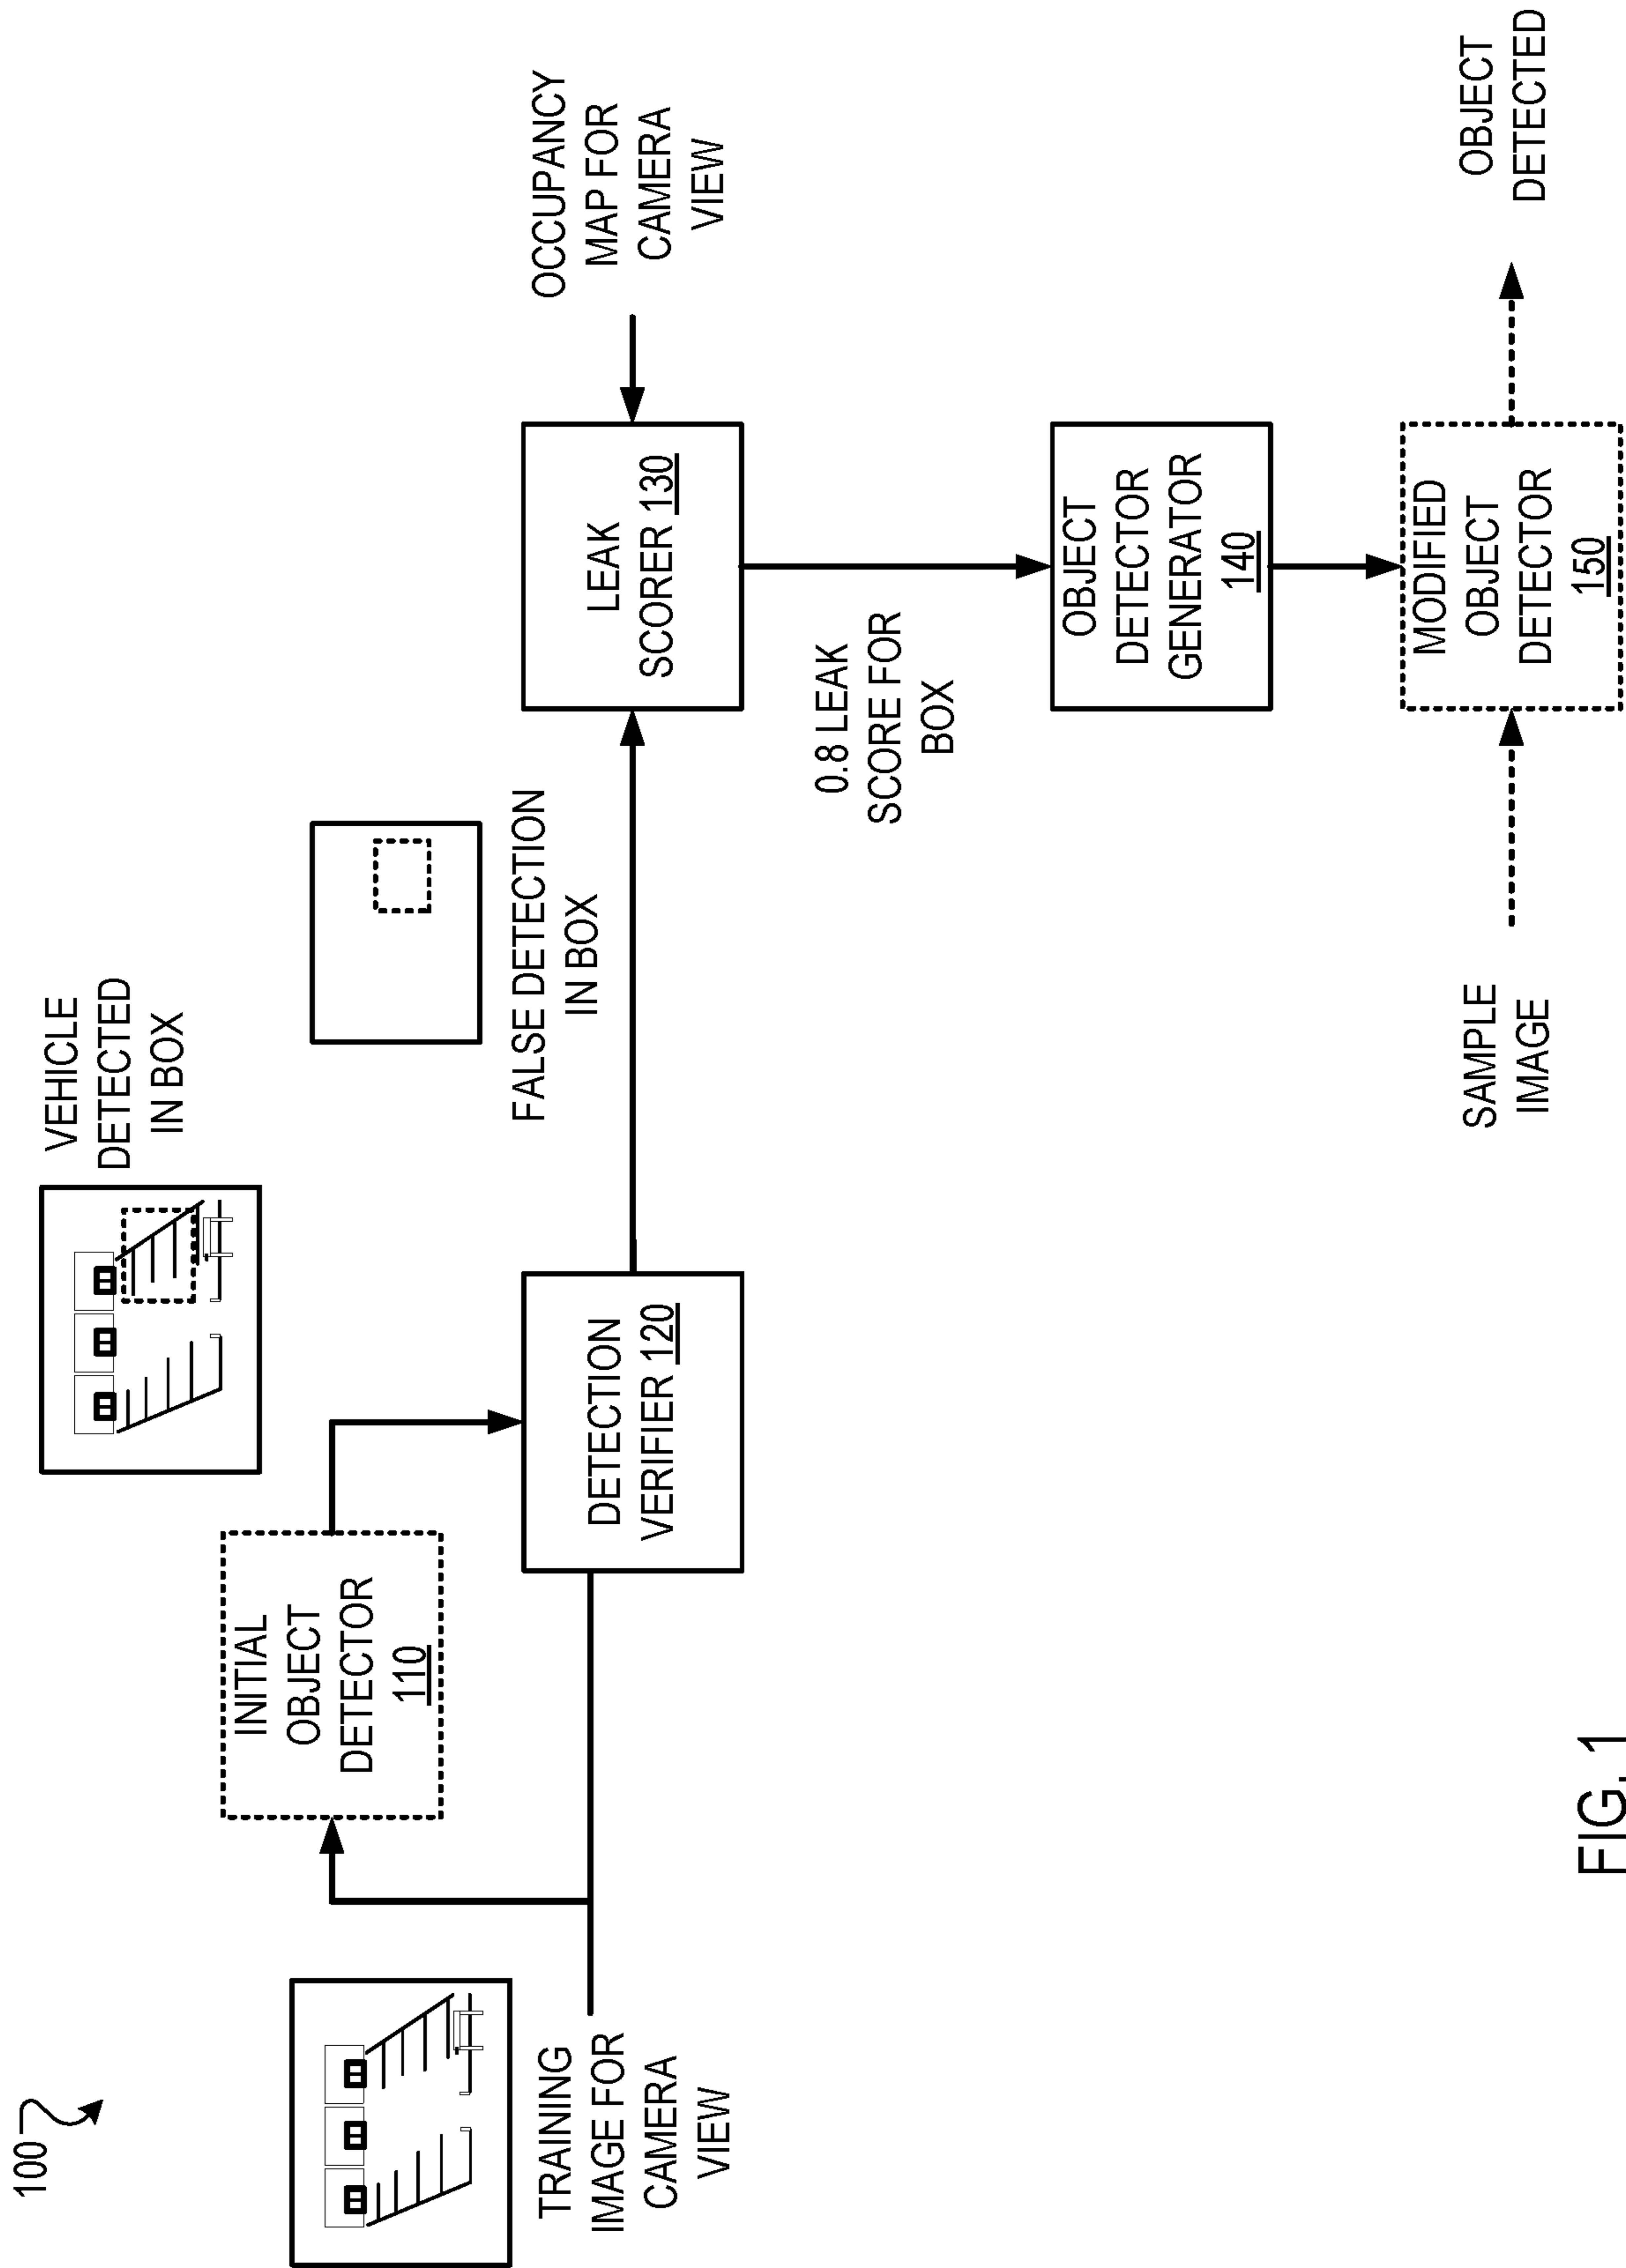 100
TRAINING
IMAGE FOR
CAMERA
VIEW
INITIAL
OBJECT
DETECTOR
110
VEHICLE
DETECTED
IN BOX
DETECTION
VERIFIER 120
FALSE DETECTION
IN BOX
LEAK
SCORER 130
OCCUPANCY
MAP FOR
CAMERA
VIEW
0.8 LEAK
SCORE FOR
BOX
OBJECT
DETECTOR
GENERATOR
140
SAMPLE
IMAGE
MODIFIED
OBJECT
DETECTOR
150
OBJECT
DETECTED
FIG. 1